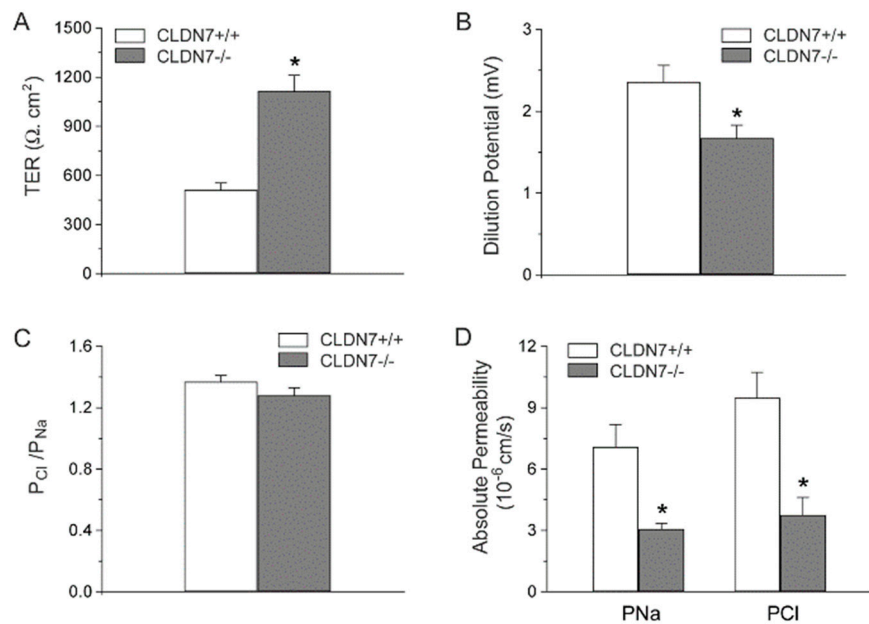 A
CLDN7+/+
CLDN7-/-
TER (Ω. cm²)
1500
1200
900
600
300
0
*
B
CLDN7+/+
CLDN7-/-
Dilution Potential (mV)
3
2
1
0
*
C
CLDN7+/+
CLDN7-/-
PCl /PNa
1.6
1.2
0.8
0.4
0.0
D
CLDN7+/+
CLDN7-/-
Absolute Permeability
(10⁻⁶ cm/s)
12
9
6
3
0
*
*
PNa
PCl